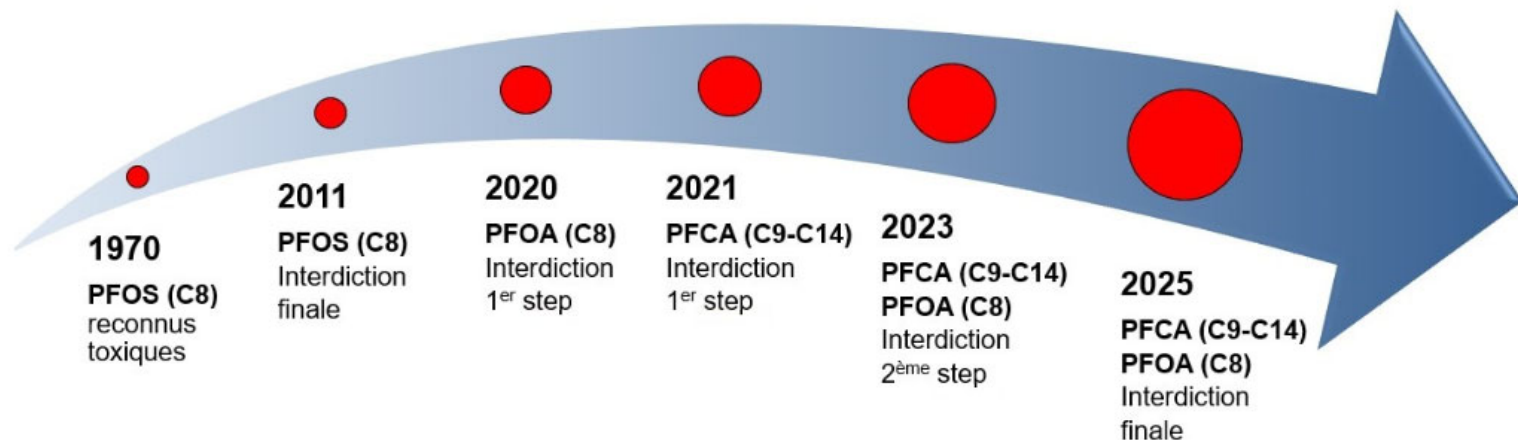 1970
PFOS (C8)
reconnus
toxiques
2011
PFOS (C8)
Interdiction
finale
2020
PFOA (C8)
Interdiction
1er step
2021
PFCA (C9-C14)
Interdiction
1er step
2023
PFCA (C9-C14)
PFOA (C8)
Interdiction
2ème step
2025
PFCA (C9-C14)
PFOA (C8)
Interdiction
finale